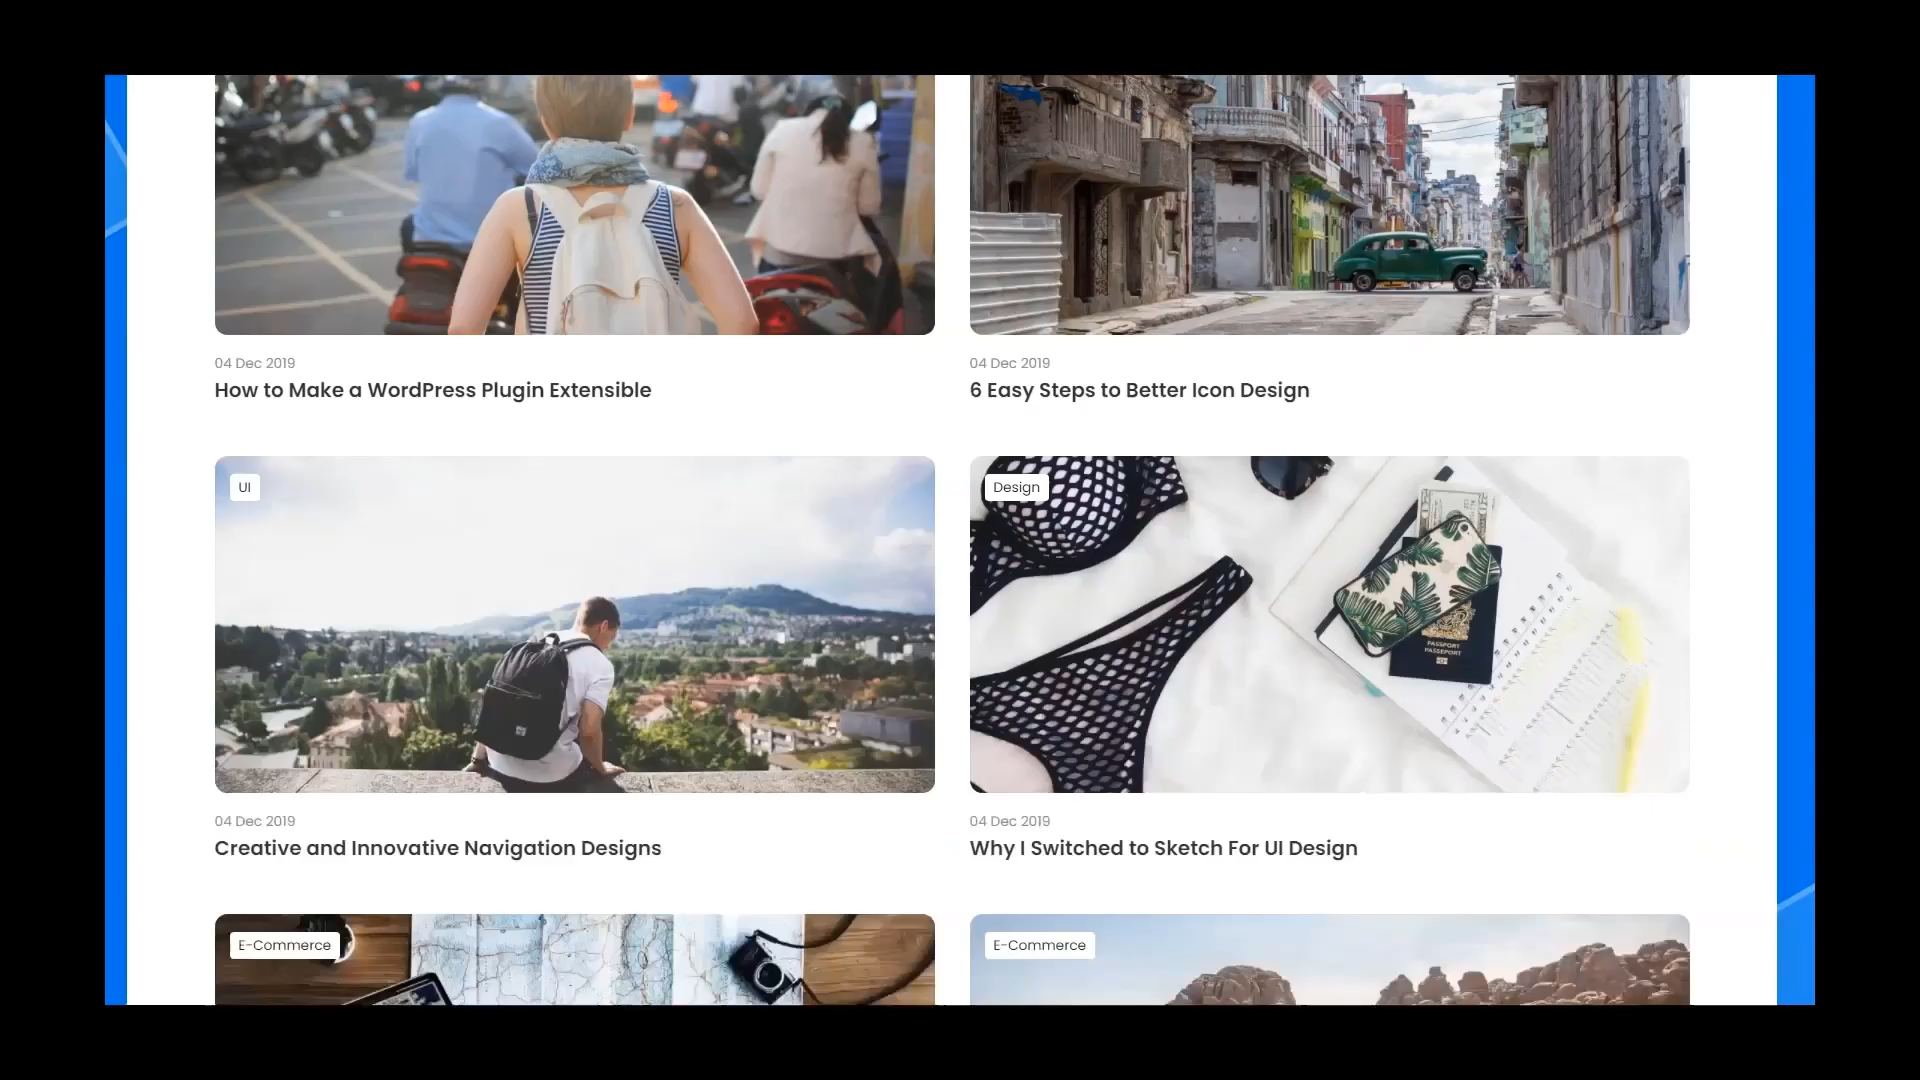 04 Dec 2019
How to Make a WordPress Plugin Extensible
04 Dec 2019
6 Easy Steps to Better Icon Design
UI
Design
PASSPORT
PASSEPORT
04 Dec 2019
Creative and Innovative Navigation Designs
04 Dec 2019
Why I Switched to Sketch For UI Design
E-Commerce
E-Commerce